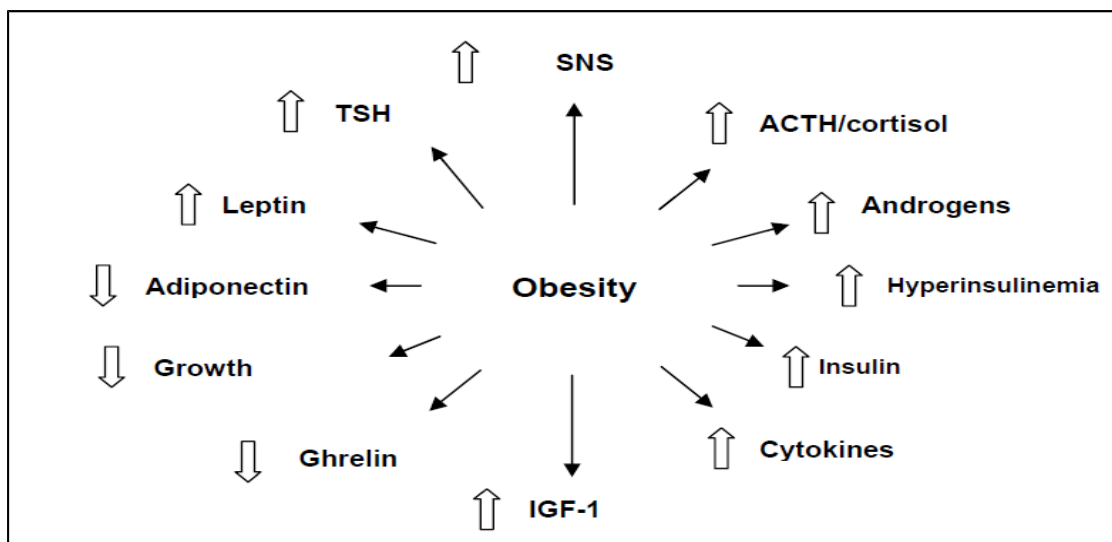 SNS
TSH
ACTH/cortisol
Leptin
Androgens
Adiponectin
Obesity
Hyperinsulinemia
Growth
Insulin
Ghrelin
Cytokines
IGF-1